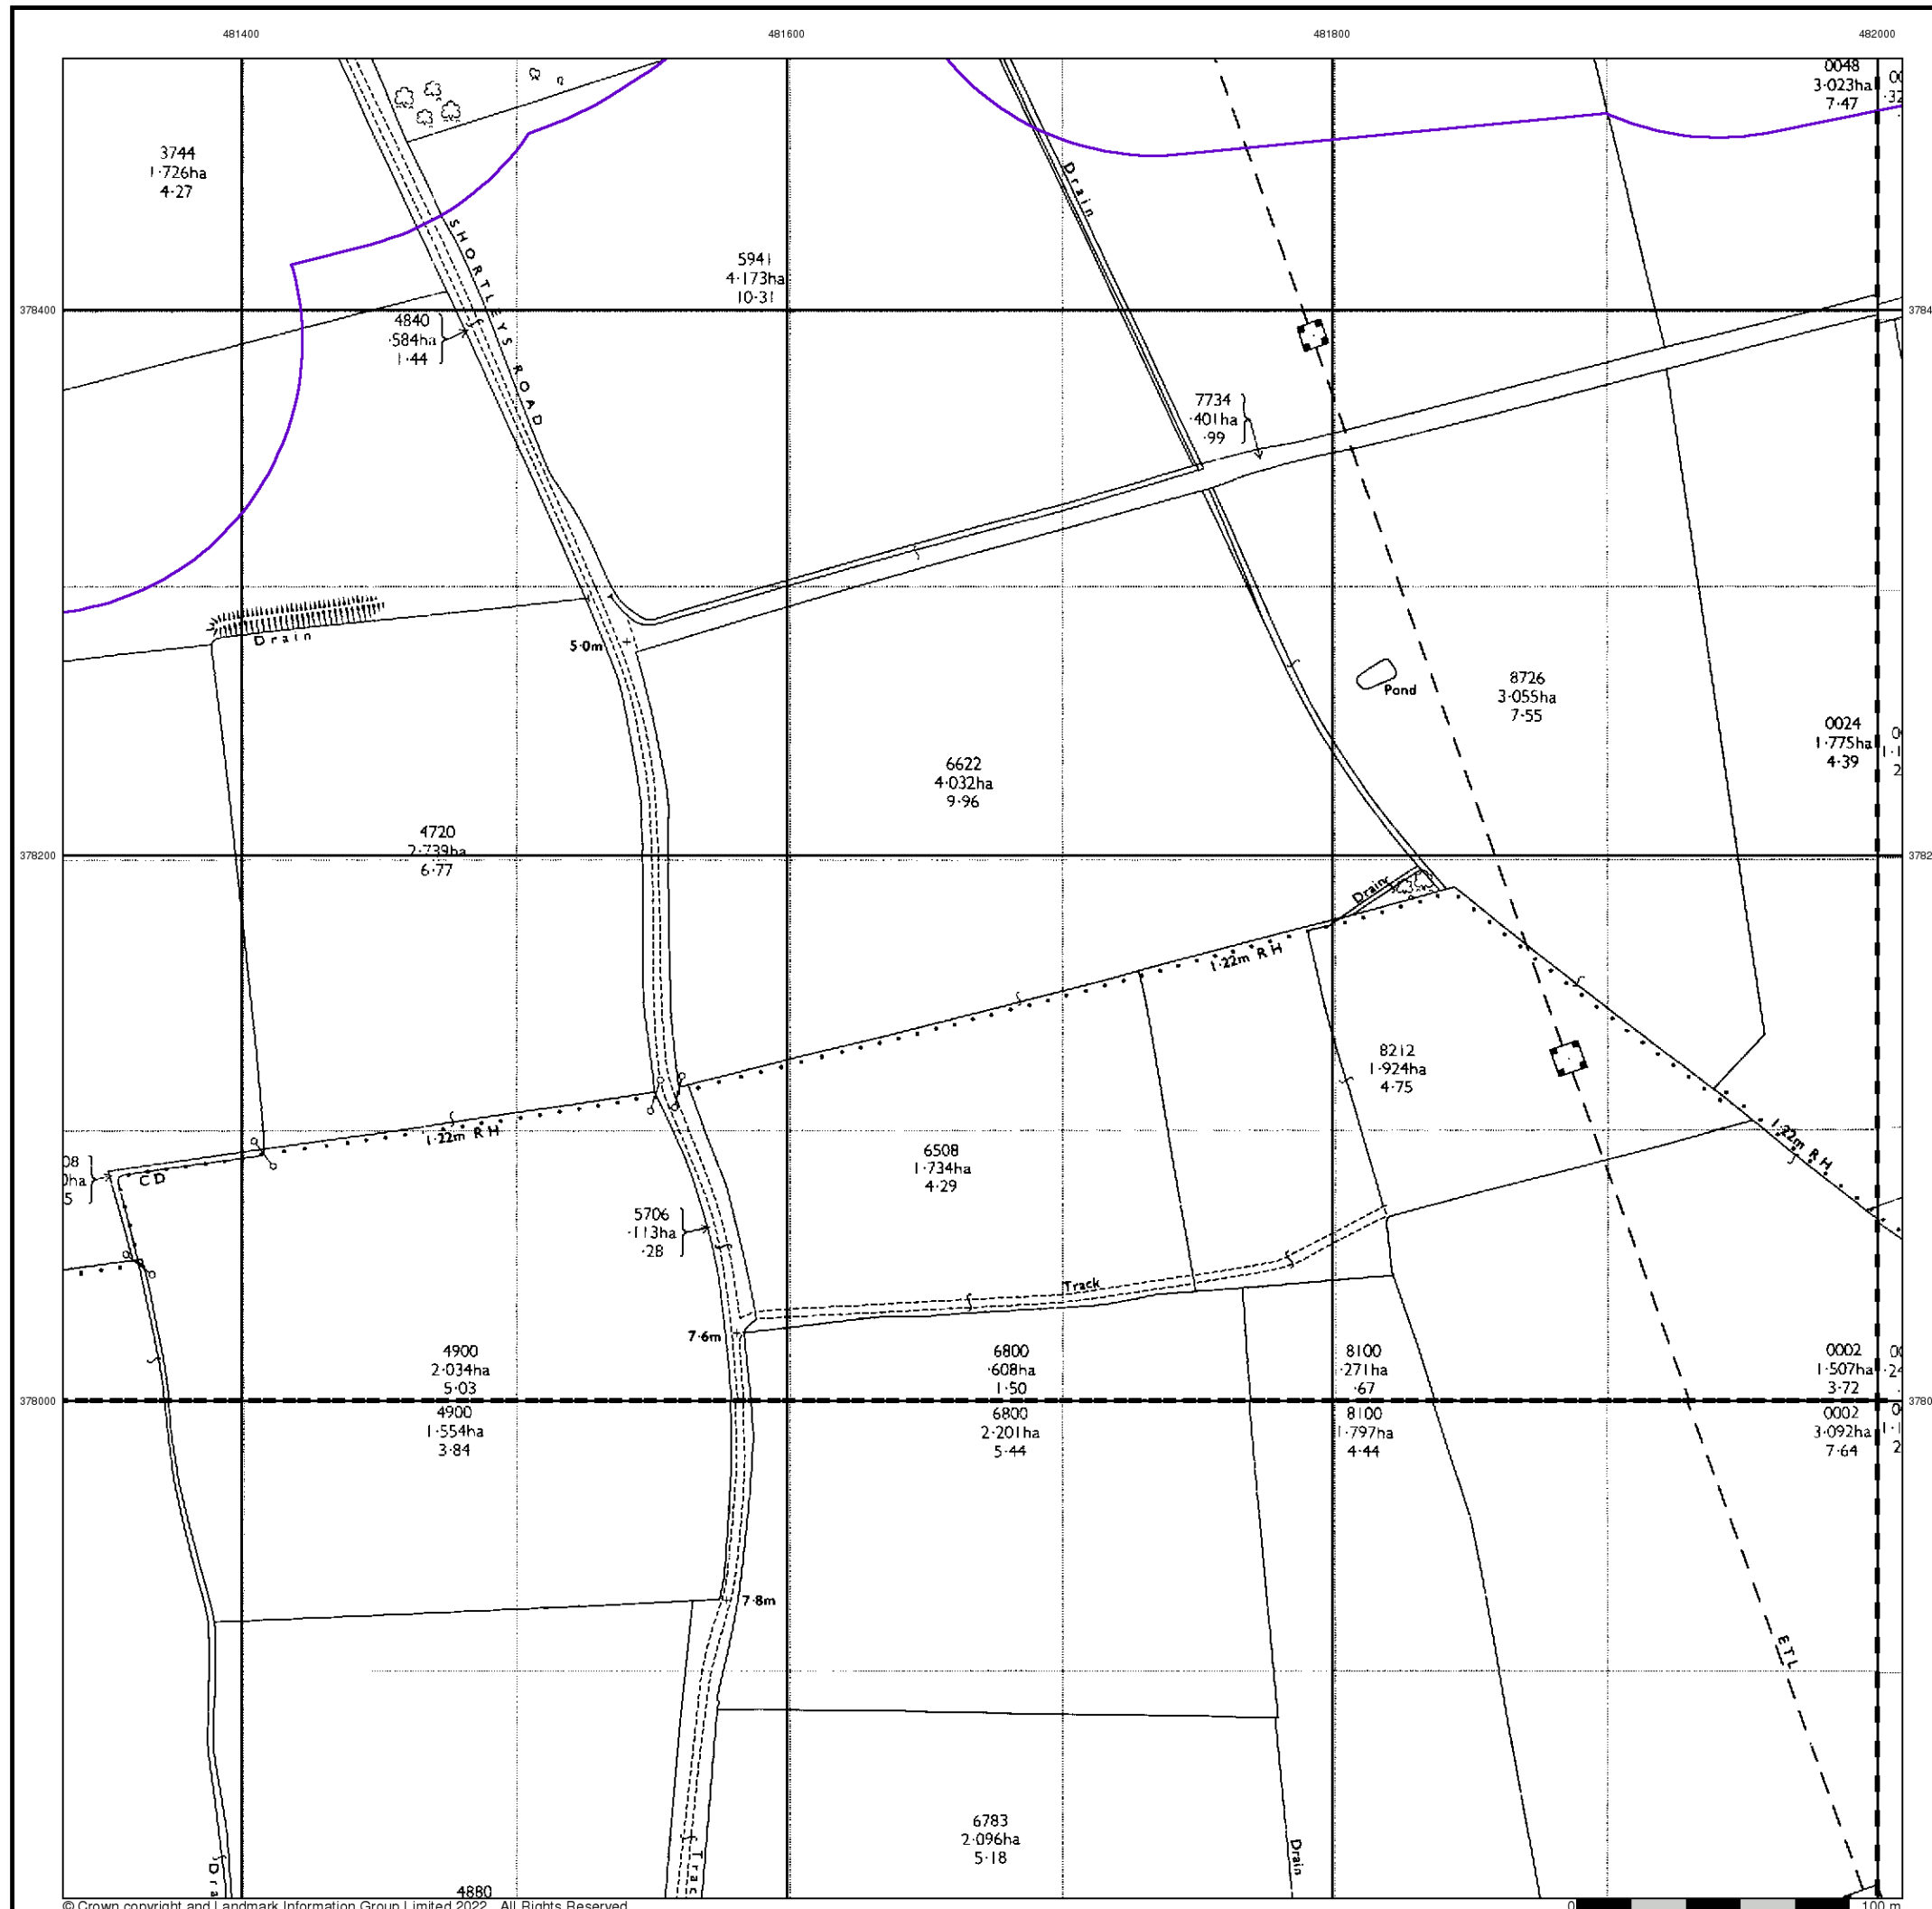 481400
481600
481800
482000
0048
3·023ha
7·47
3744
1·726ha
4·27
Drain
SHORTLEYS ROAD
5941
4·173ha
10·31
378400
4840
·584ha
1·44
7734
·401ha
·99
Drain
5·0m
Pond
8726
3·055ha
7·55
0024
1·775ha
4·39
6622
4·032ha
9·96
4720
2·739ha
6·77
378200
Drain
1·22m RH
8212
1·924ha
4·75
1·22m RH
1·22m RH
CD
6508
1·734ha
4·29
5706
·113ha
·28
Track
7·6m
4900
2·034ha
5·03
6800
·608ha
1·50
8100
·271ha
·67
0002
1·507ha
3·72
378000
4900
1·554ha
3·84
6800
2·201ha
5·44
8100
1·797ha
4·44
0002
3·092ha
7·64
7·8m
ETL
6783
2·096ha
5·18
Drain
4880
© Crown copyright and Landmark Information Group Limited 2022. All Rights Reserved.
0
100 m